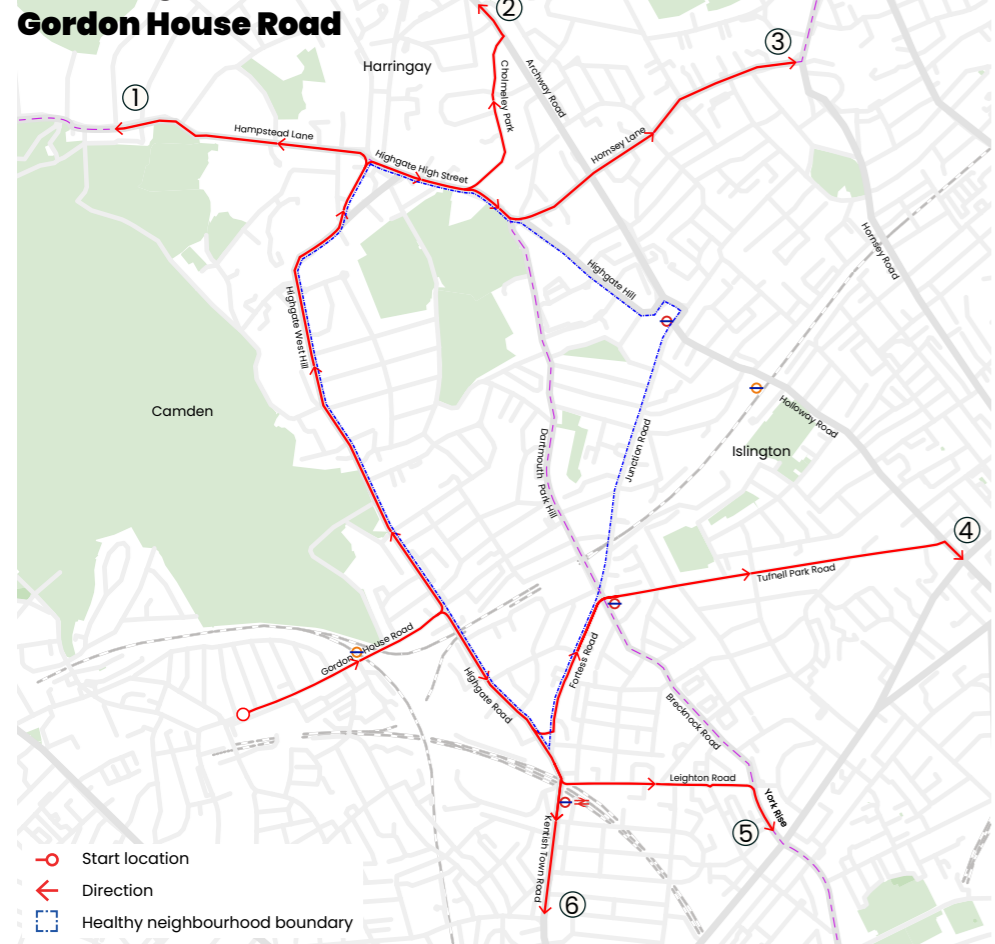 Gordon House Road
②
③
Harringay
Archway Road
Cholmeley Park
①
Hampstead Lane
Hornsey Lane
Highgate High Street
Hornsey Road
Highgate Hill
Highgate West Hill
Camden
Holloway Road
Junction Road
Dartmouth Park Hill
Islington
④
Tufnell Park Road
Gordon House Road
Fortess Road
Highgate Road
Brecknock Road
Leighton Road
York Rise
⑤
Kentish Town Road
⑥
Start location
Direction
Healthy neighbourhood boundary